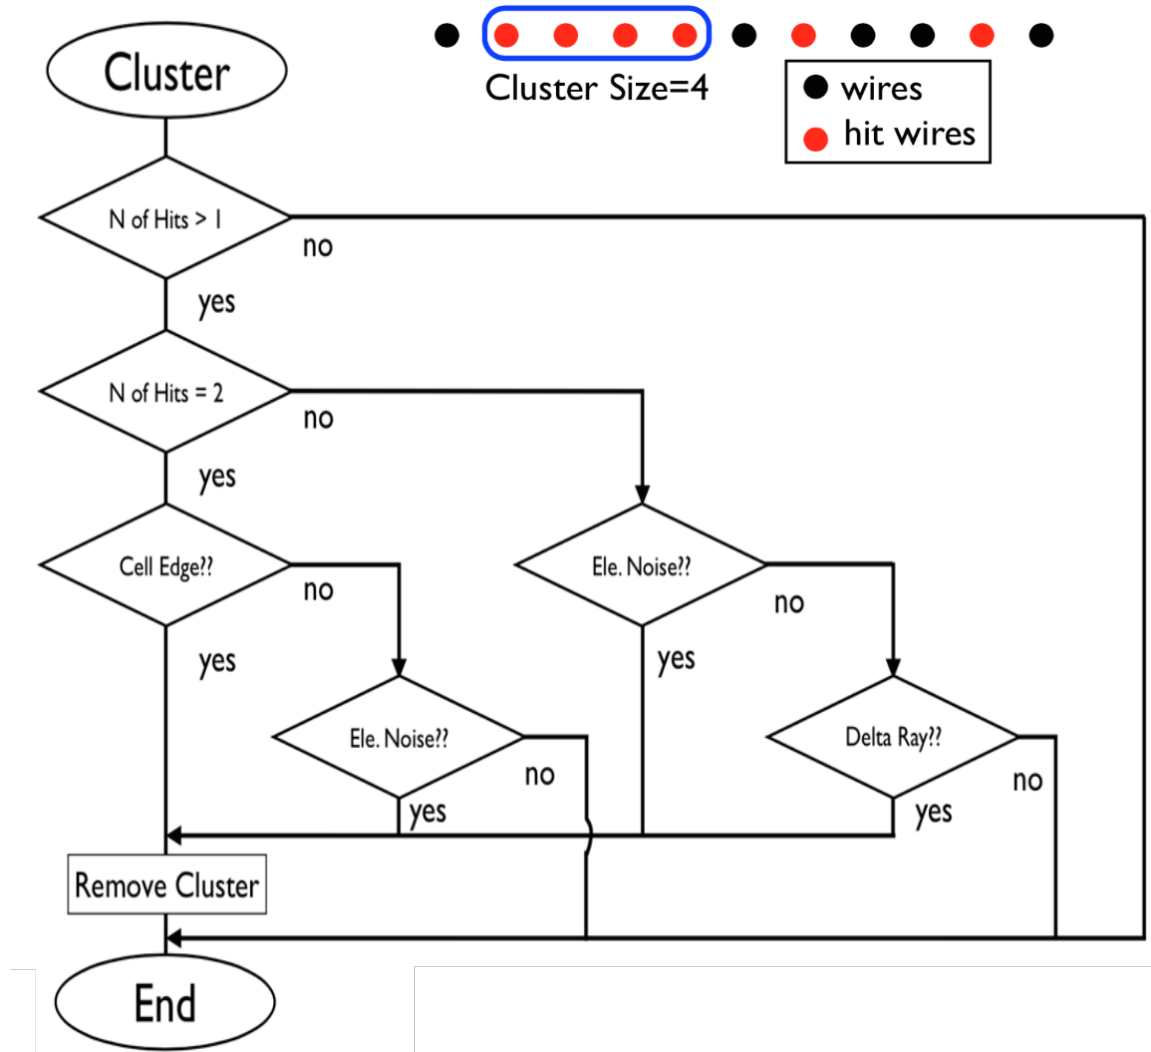 Cluster
Cluster Size=4
wires
hit wires
N of Hits > 1
no
yes
N of Hits = 2
no
yes
Cell Edge??
no
yes
Ele. Noise??
no
yes
Ele. Noise??
no
yes
Delta Ray??
no
yes
Remove Cluster
End